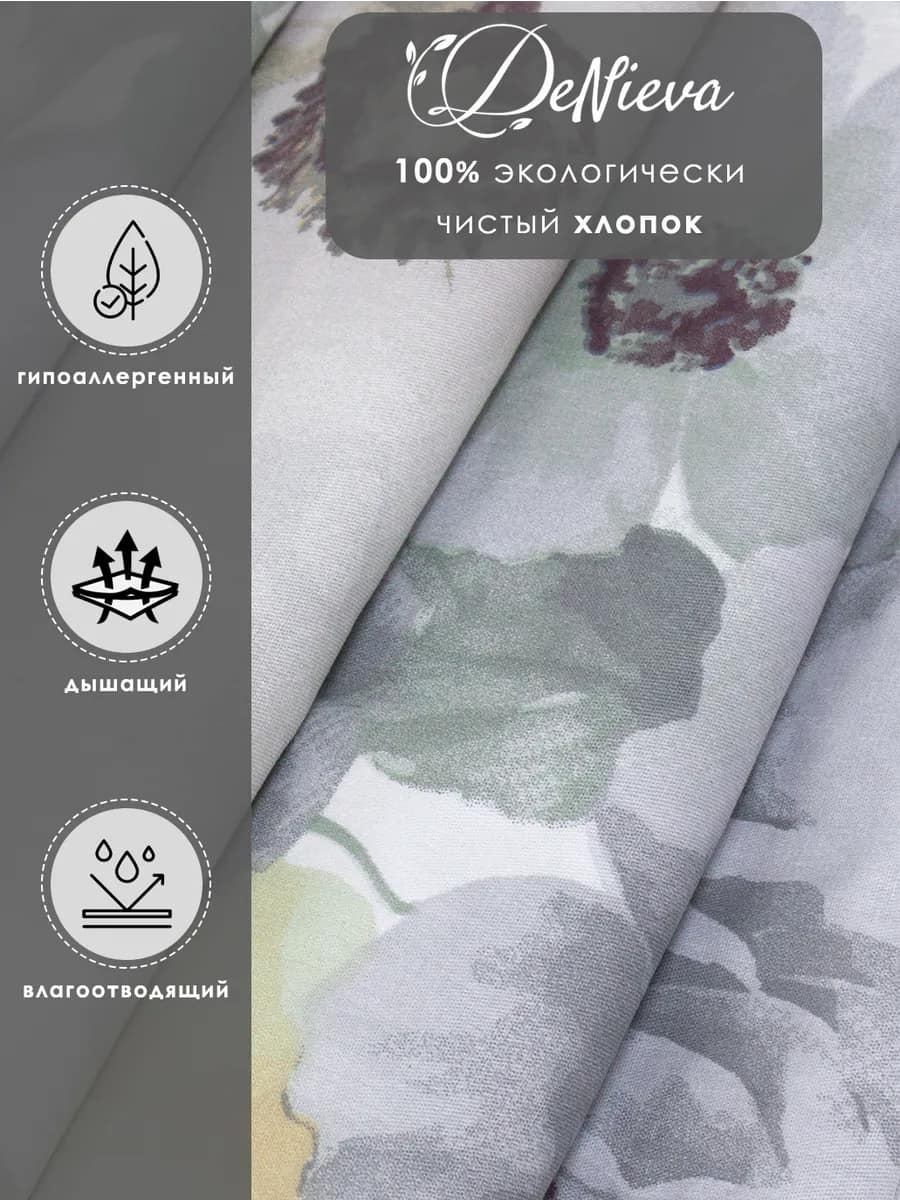 DeNieva
100% экологически
чистый хлопок
гипоаллергенный
дышащий
влагоотводящий